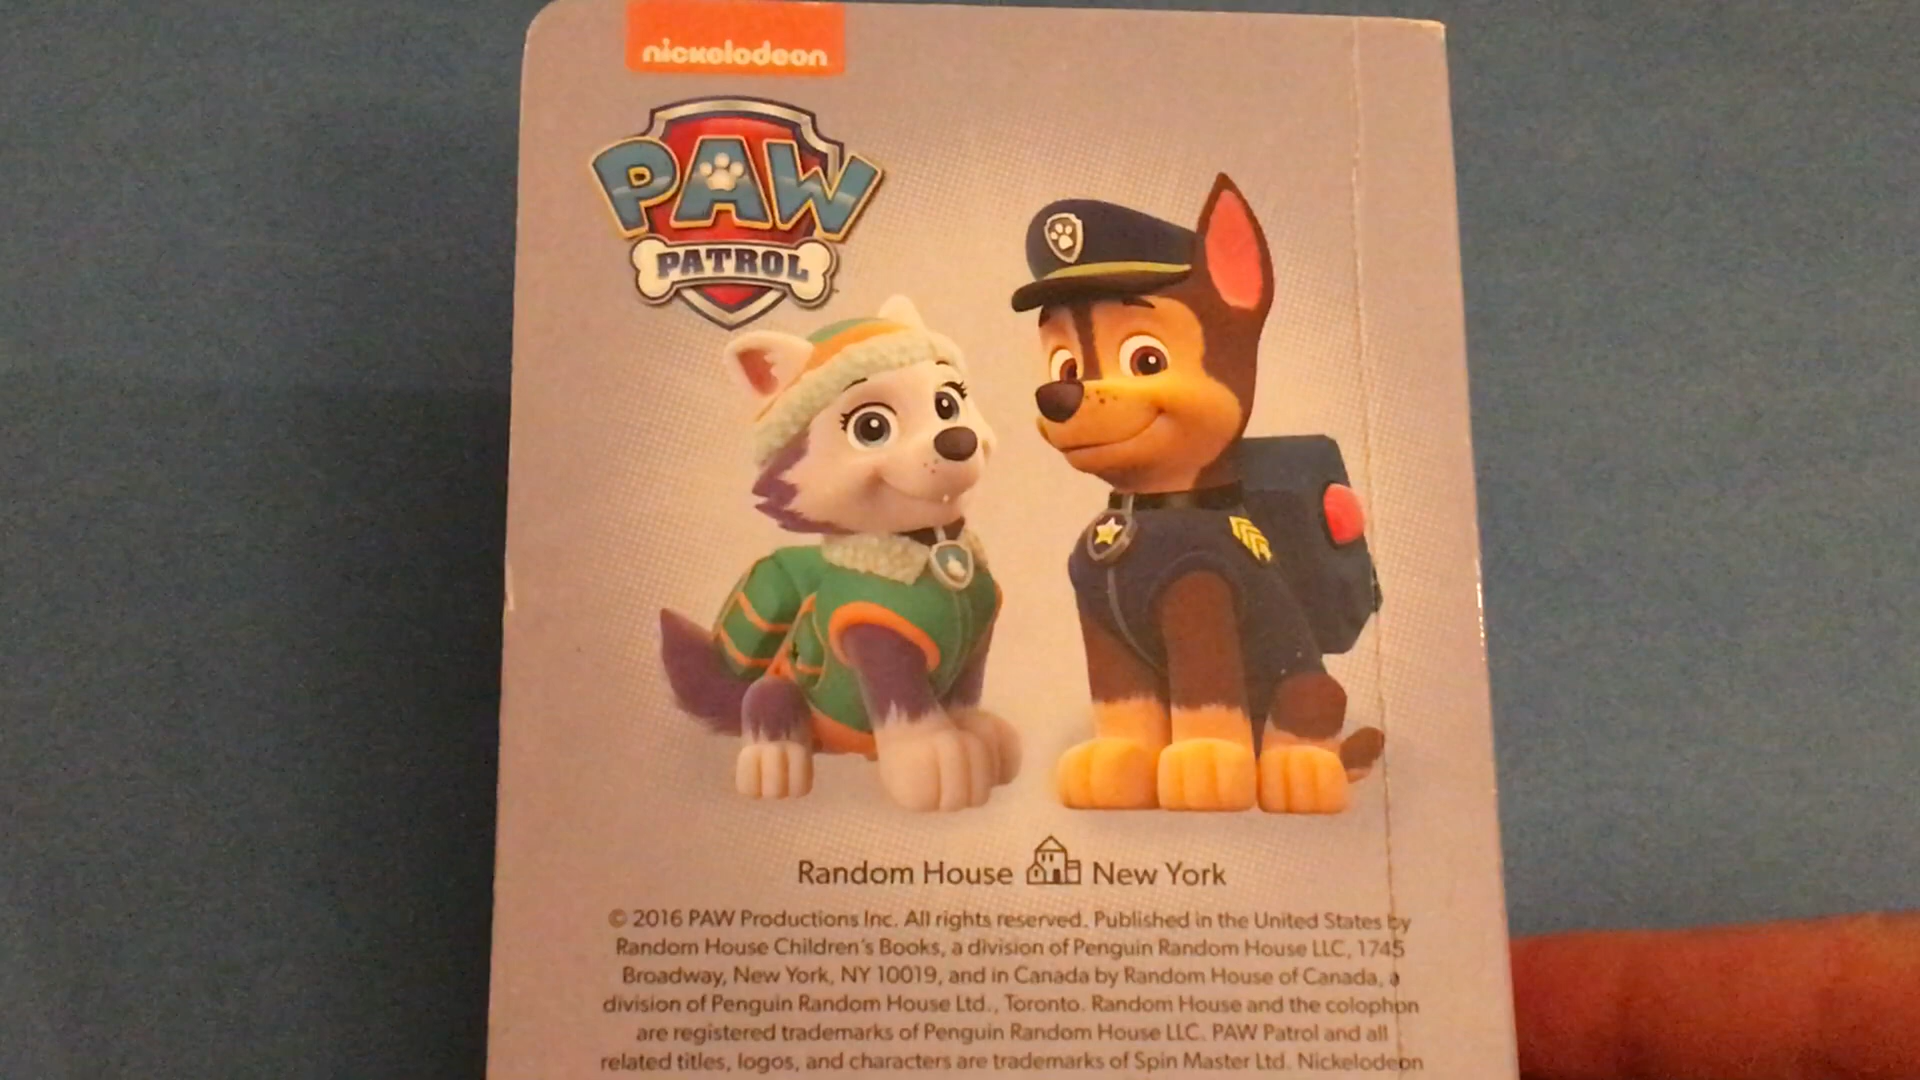 nickelodeon
PAW
PATROL
Random House New York
© 2016 PAW Productions Inc. All rights reserved. Published in the United States by
Random House Children's Books, a division of Penguin Random House LLC, 1745
Broadway, New York, NY 10019, and in Canada by Random House of Canada, a
division of Penguin Random House Ltd., Toronto. Random House and the colophon
are registered trademarks of Penguin Random House LLC. PAW Patrol and all
related titles, logos, and characters are trademarks of Spin Master Ltd. Nickelodeon